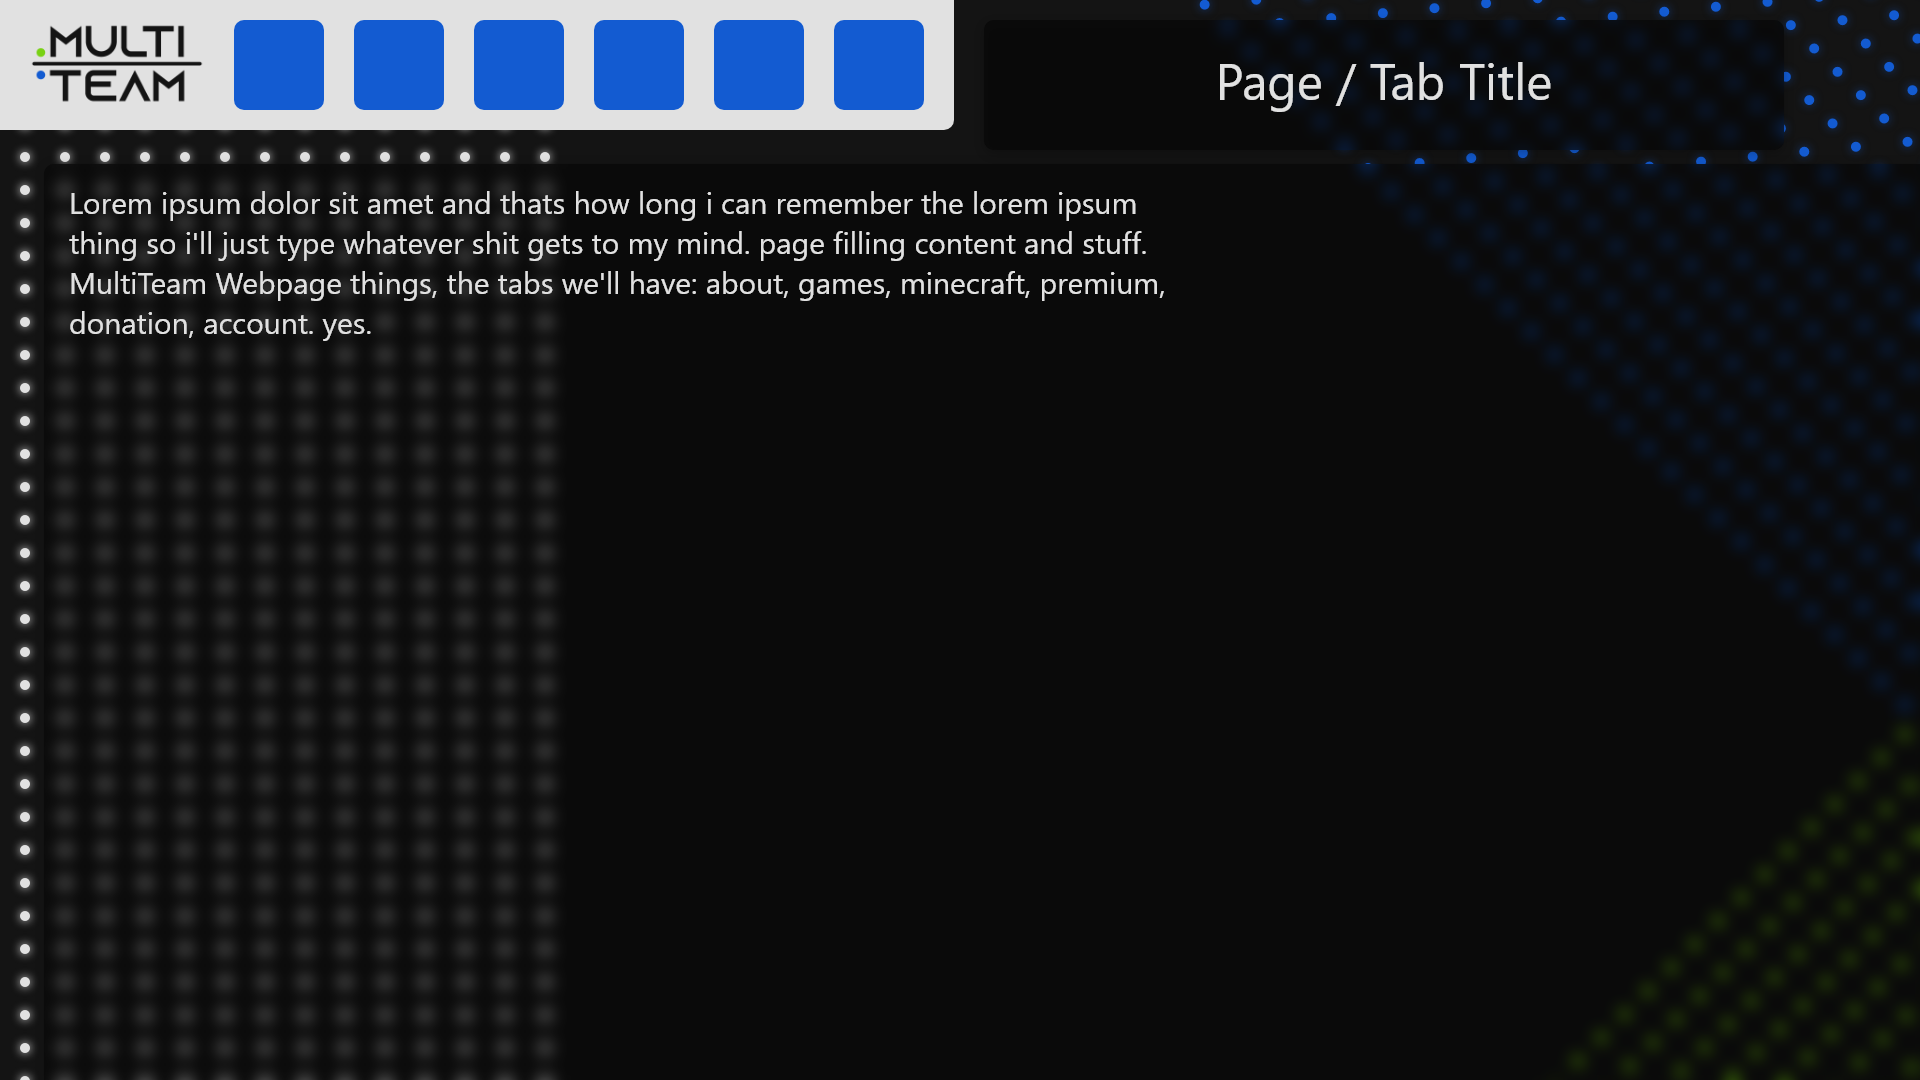 MULTI
TEAM
Page / Tab Title
Lorem ipsum dolor sit amet and thats how long i can remember the lorem ipsum
thing so i'll just type whatever shit gets to my mind. page filling content and stuff.
MultiTeam Webpage things, the tabs we'll have: about, games, minecraft, premium,
donation, account. yes.